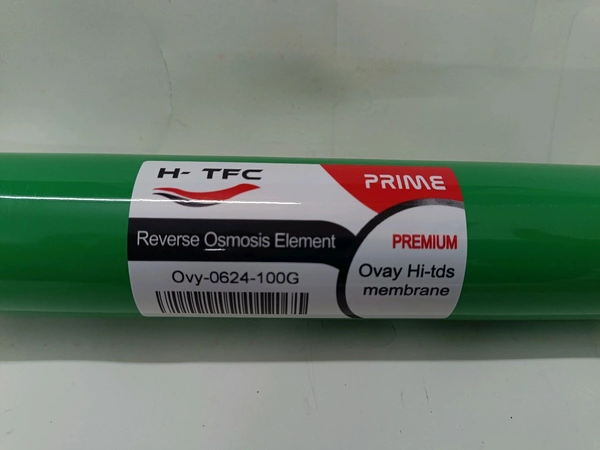 H- TFC
PRIME
Reverse Osmosis Element
PREMIUM
Ovy-0624-100G
Ovay Hi-tds
membrane